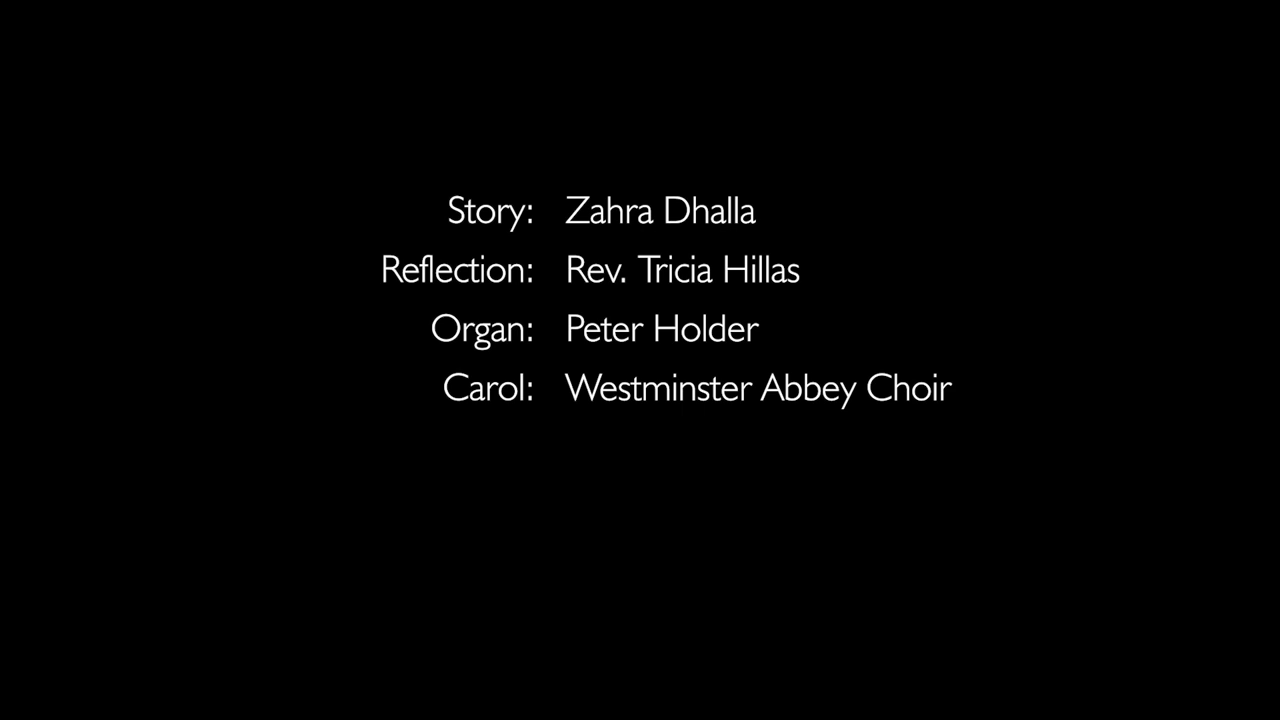 Story: Zahra Dhalla
Reflection: Rev. Tricia Hillas
Organ: Peter Holder
Carol: Westminster Abbey Choir